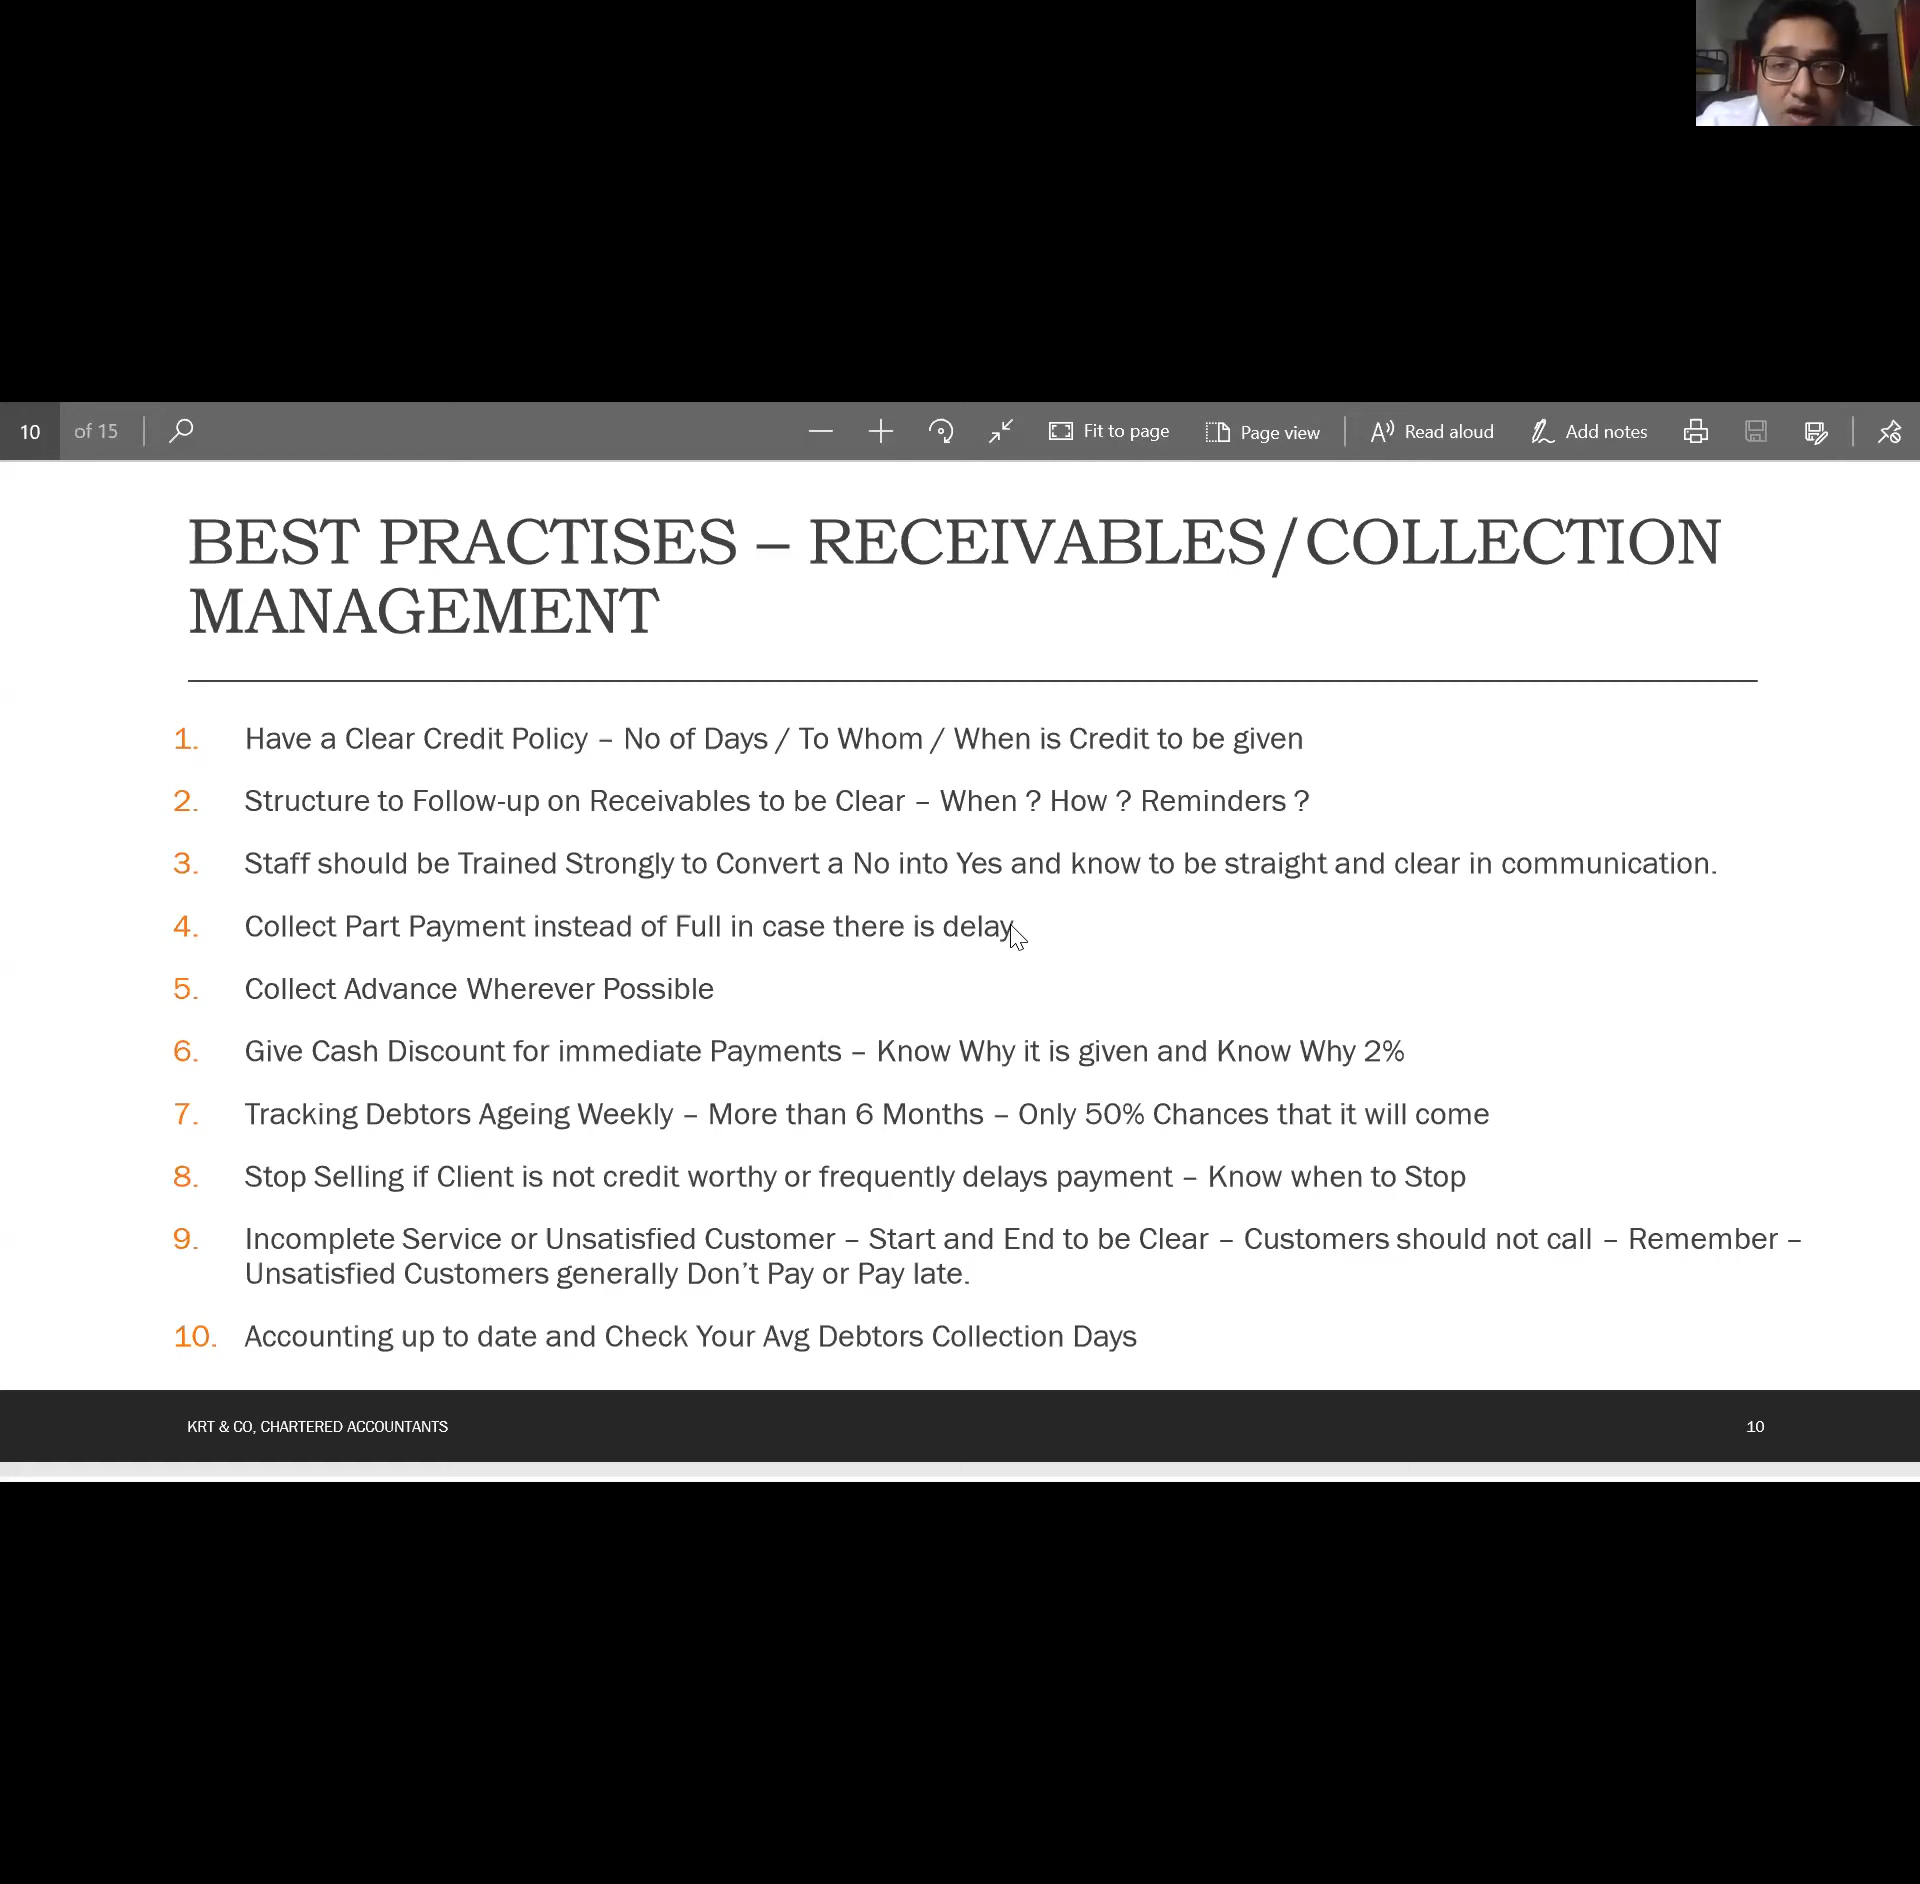 10 of 15 Fit to page Page view Read aloud Add notes
BEST PRACTISES – RECEIVABLES/COLLECTION
MANAGEMENT
1. Have a Clear Credit Policy – No of Days / To Whom / When is Credit to be given
2. Structure to Follow-up on Receivables to be Clear – When ? How ? Reminders ?
3. Staff should be Trained Strongly to Convert a No into Yes and know to be straight and clear in communication.
4. Collect Part Payment instead of Full in case there is delay
5. Collect Advance Wherever Possible
6. Give Cash Discount for immediate Payments – Know Why it is given and Know Why 2%
7. Tracking Debtors Ageing Weekly – More than 6 Months – Only 50% Chances that it will come
8. Stop Selling if Client is not credit worthy or frequently delays payment – Know when to Stop
9. Incomplete Service or Unsatisfied Customer – Start and End to be Clear – Customers should not call – Remember –
Unsatisfied Customers generally Don’t Pay or Pay late.
10. Accounting up to date and Check Your Avg Debtors Collection Days
KRT & CO, CHARTERED ACCOUNTANTS 10